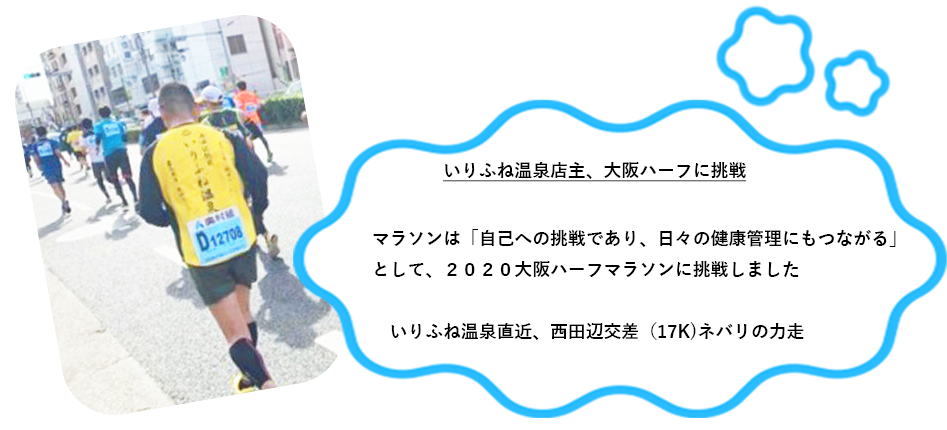 いりふね温泉
奥村組
D12708
いりふね温泉店主、大阪ハーフに挑戦
マラソンは「自己への挑戦であり、日々の健康管理にもつながる」
として、２０２０大阪ハーフマラソンに挑戦しました
いりふね温泉直近、西田辺交差（17K)ネバリの力走